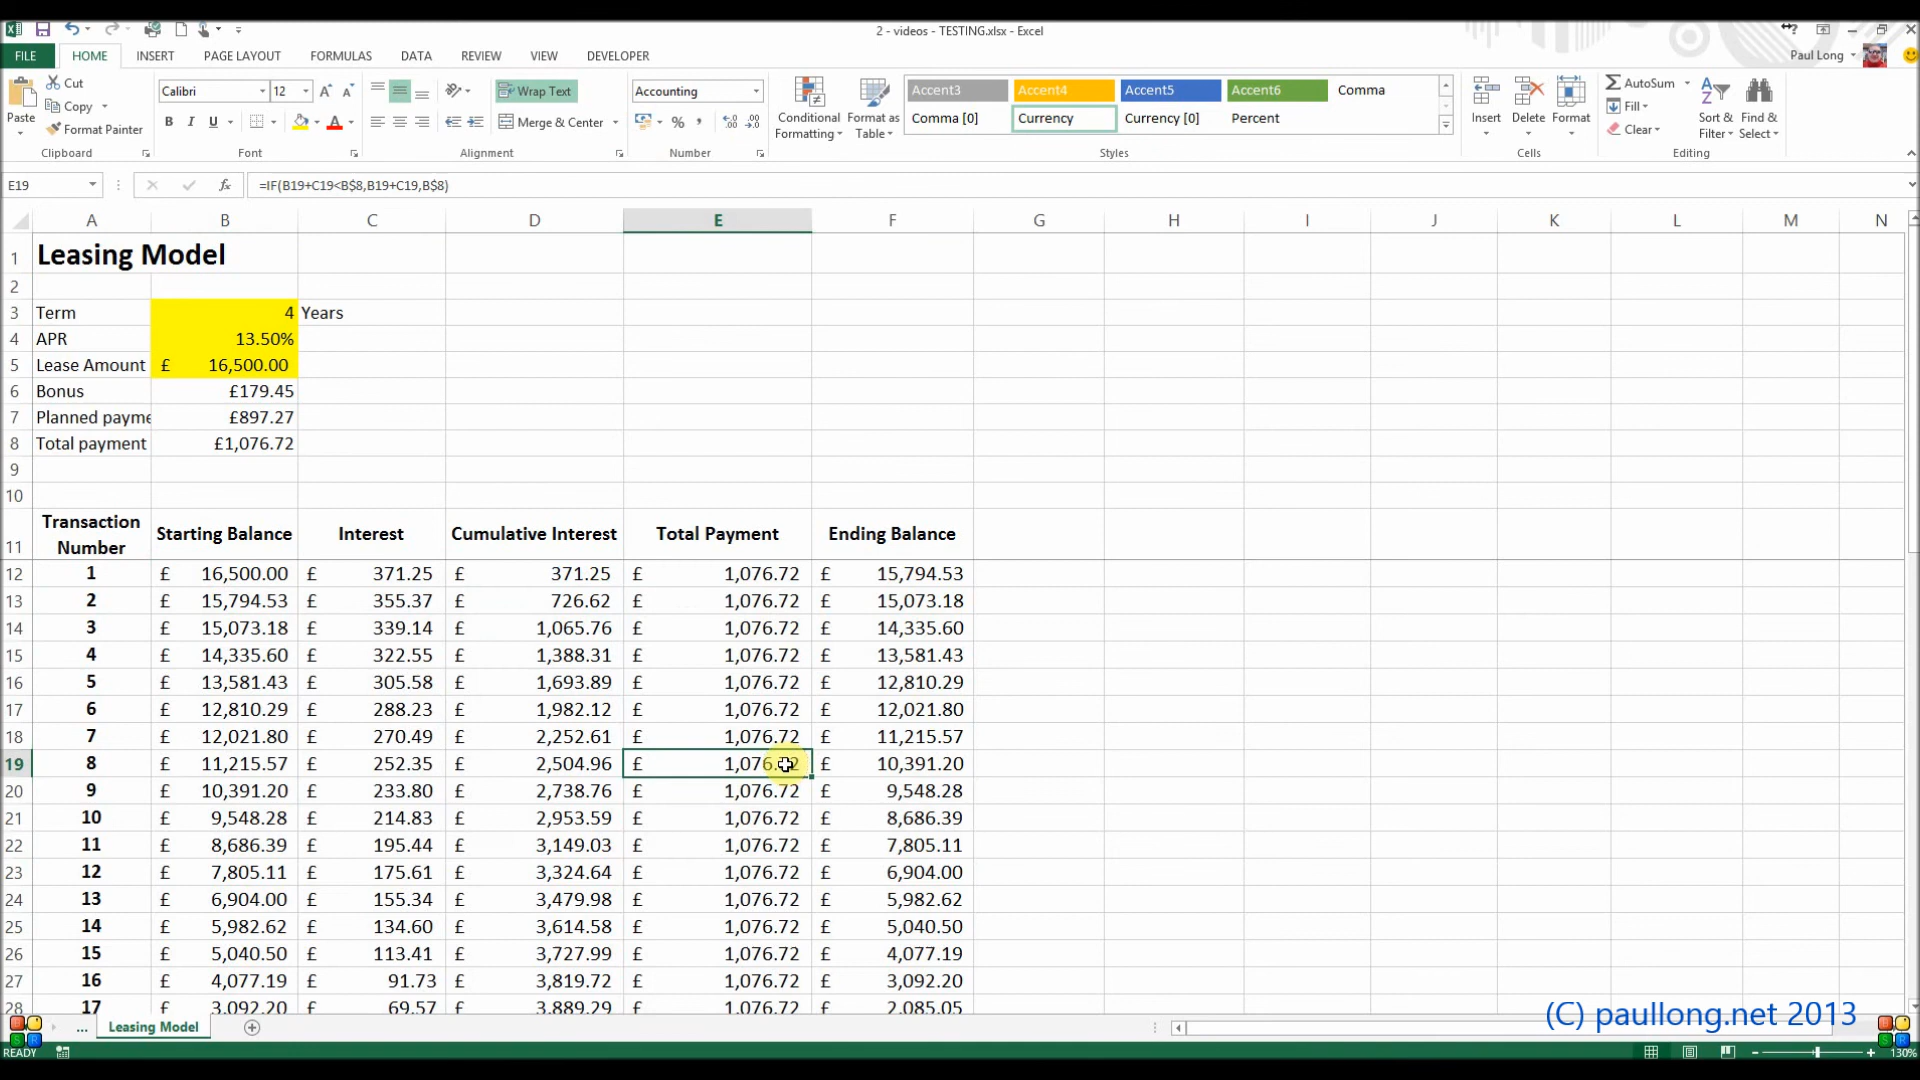 2 - videos - TESTING.xlsx - Excel
FILE HOME INSERT PAGE LAYOUT FORMULAS DATA REVIEW VIEW DEVELOPER Paul Long
Paste Cut Copy Format Painter
Clipboard
Calibri 12
B I U
Font
Wrap Text
Merge & Center
Alignment
Accounting
%
Number
Conditional Formatting
Format as Table
Accent3 Accent4 Accent5 Accent6 Comma
Comma [0] Currency Currency [0] Percent
Styles
Insert Delete Format
Cells
AutoSum
Fill
Clear
Sort & Filter
Find & Select
Editing
E19 fx =IF(B19+C19<B$8,B19+C19,B$8)
A B C D E F G H I J K L M N
1 Leasing Model
2
3 Term 4 Years
4 APR 13.50%
5 Lease Amount £ 16,500.00
6 Bonus £179.45
7 Planned payme £897.27
8 Total payment £1,076.72
9
10
11 Transaction Number Starting Balance Interest Cumulative Interest Total Payment Ending Balance
12 1 £ 16,500.00 £ 371.25 £ 371.25 £ 1,076.72 £ 15,794.53
13 2 £ 15,794.53 £ 355.37 £ 726.62 £ 1,076.72 £ 15,073.18
14 3 £ 15,073.18 £ 339.14 £ 1,065.76 £ 1,076.72 £ 14,335.60
15 4 £ 14,335.60 £ 322.55 £ 1,388.31 £ 1,076.72 £ 13,581.43
16 5 £ 13,581.43 £ 305.58 £ 1,693.89 £ 1,076.72 £ 12,810.29
17 6 £ 12,810.29 £ 288.23 £ 1,982.12 £ 1,076.72 £ 12,021.80
18 7 £ 12,021.80 £ 270.49 £ 2,252.61 £ 1,076.72 £ 11,215.57
19 8 £ 11,215.57 £ 252.35 £ 2,504.96 £ 1,076.72 £ 10,391.20
20 9 £ 10,391.20 £ 233.80 £ 2,738.76 £ 1,076.72 £ 9,548.28
21 10 £ 9,548.28 £ 214.83 £ 2,953.59 £ 1,076.72 £ 8,686.39
22 11 £ 8,686.39 £ 195.44 £ 3,149.03 £ 1,076.72 £ 7,805.11
23 12 £ 7,805.11 £ 175.61 £ 3,324.64 £ 1,076.72 £ 6,904.00
24 13 £ 6,904.00 £ 155.34 £ 3,479.98 £ 1,076.72 £ 5,982.62
25 14 £ 5,982.62 £ 134.60 £ 3,614.58 £ 1,076.72 £ 5,040.50
26 15 £ 5,040.50 £ 113.41 £ 3,727.99 £ 1,076.72 £ 4,077.19
27 16 £ 4,077.19 £ 91.73 £ 3,819.72 £ 1,076.72 £ 3,092.20
28 17 £ 3,092.20 £ 69.57 £ 3,889.29 £ 1,076.72 £ 2,085.05
(C) paullong.net 2013
... Leasing Model
READY 130%